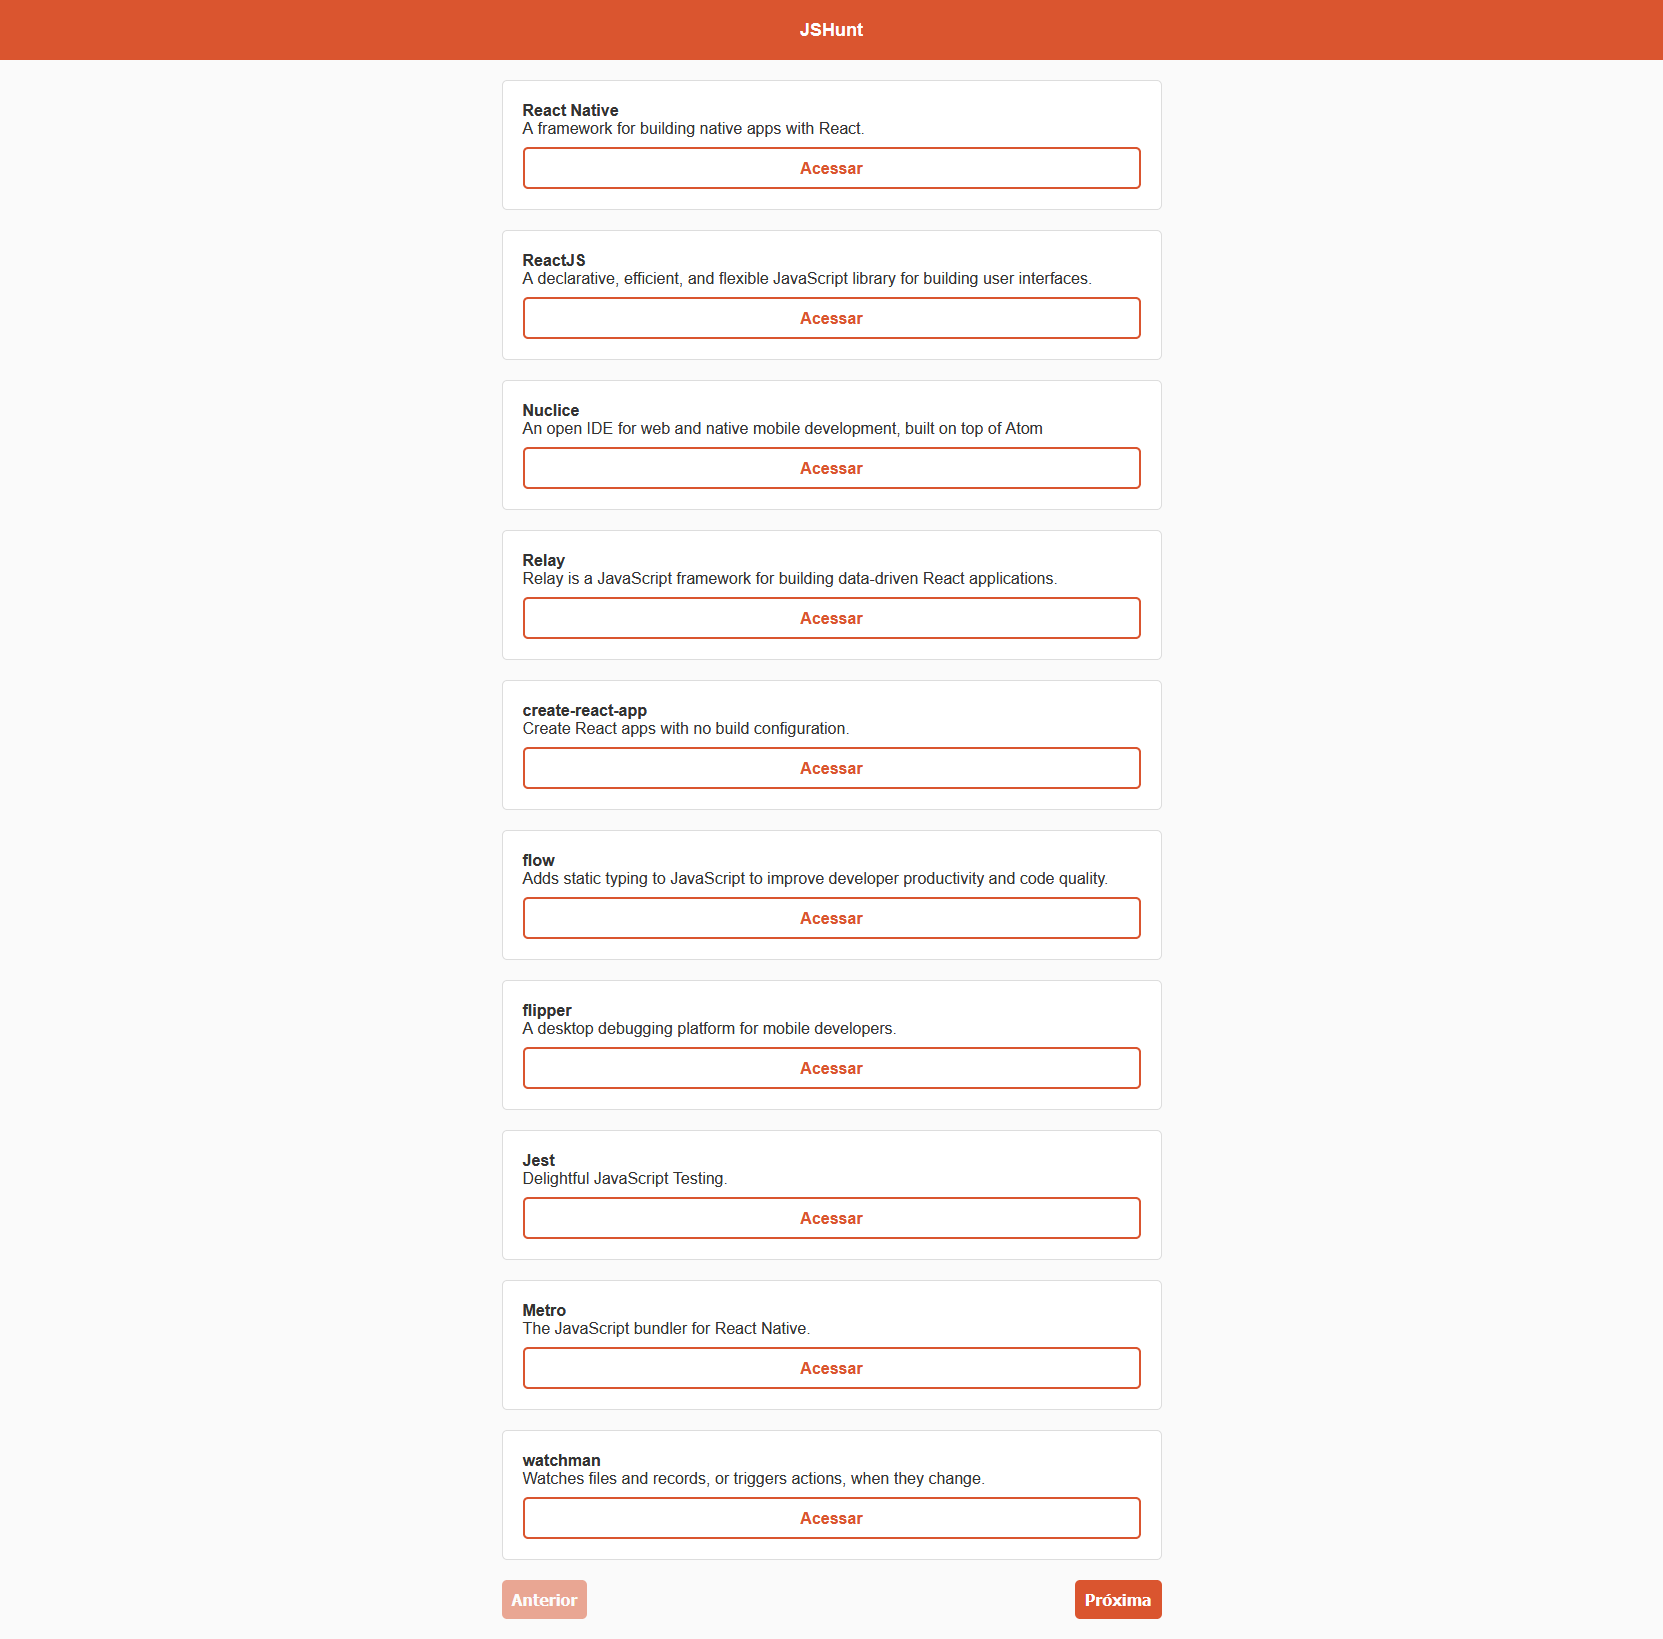 JSHunt
React Native
A framework for building native apps with React.
Acessar
ReactJS
A declarative, efficient, and flexible JavaScript library for building user interfaces.
Acessar
Nuclice
An open IDE for web and native mobile development, built on top of Atom
Acessar
Relay
Relay is a JavaScript framework for building data-driven React applications.
Acessar
create-react-app
Create React apps with no build configuration.
Acessar
flow
Adds static typing to JavaScript to improve developer productivity and code quality.
Acessar
flipper
A desktop debugging platform for mobile developers.
Acessar
Jest
Delightful JavaScript Testing.
Acessar
Metro
The JavaScript bundler for React Native.
Acessar
watchman
Watches files and records, or triggers actions, when they change.
Acessar
Anterior
Próxima